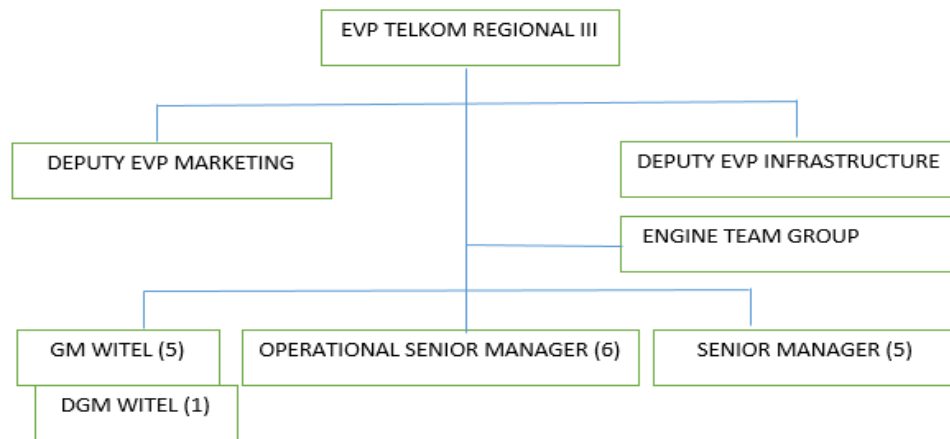 EVP TELKOM REGIONAL III
DEPUTY EVP MARKETING
DEPUTY EVP INFRASTRUCTURE
ENGINE TEAM GROUP
GM WITEL (5)
OPERATIONAL SENIOR MANAGER (6)
SENIOR MANAGER (5)
DGM WITEL (1)